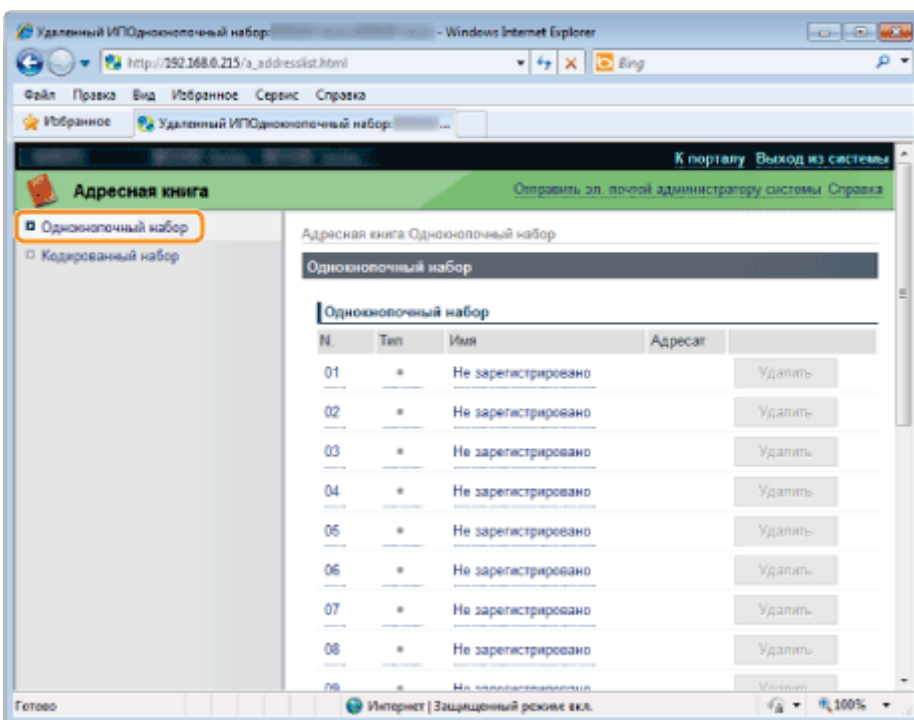 Удаленный ИПОднокнопочный набор: - Windows Internet Explorer
http://192.168.0.215/a_addresslist.html
Bing
Файл Правка Вид Избранное Сервис Справка
Избранное Удаленный ИПОднокнопочный набор: ...
К порталу Выход из системы
Адресная книга Отправить эл. почтой администратору системы Справка
Однокнопочный набор
Кодированный набор
Адресная книга:Однокнопочный набор
Однокнопочный набор
Однокнопочный набор
N. Тип Имя Адресат
01 Не зарегистрировано Удалить
02 Не зарегистрировано Удалить
03 Не зарегистрировано Удалить
04 Не зарегистрировано Удалить
05 Не зарегистрировано Удалить
06 Не зарегистрировано Удалить
07 Не зарегистрировано Удалить
08 Не зарегистрировано Удалить
09 Не зарегистрировано Удалить
Готово Интернет | Защищенный режим: вкл. 100%